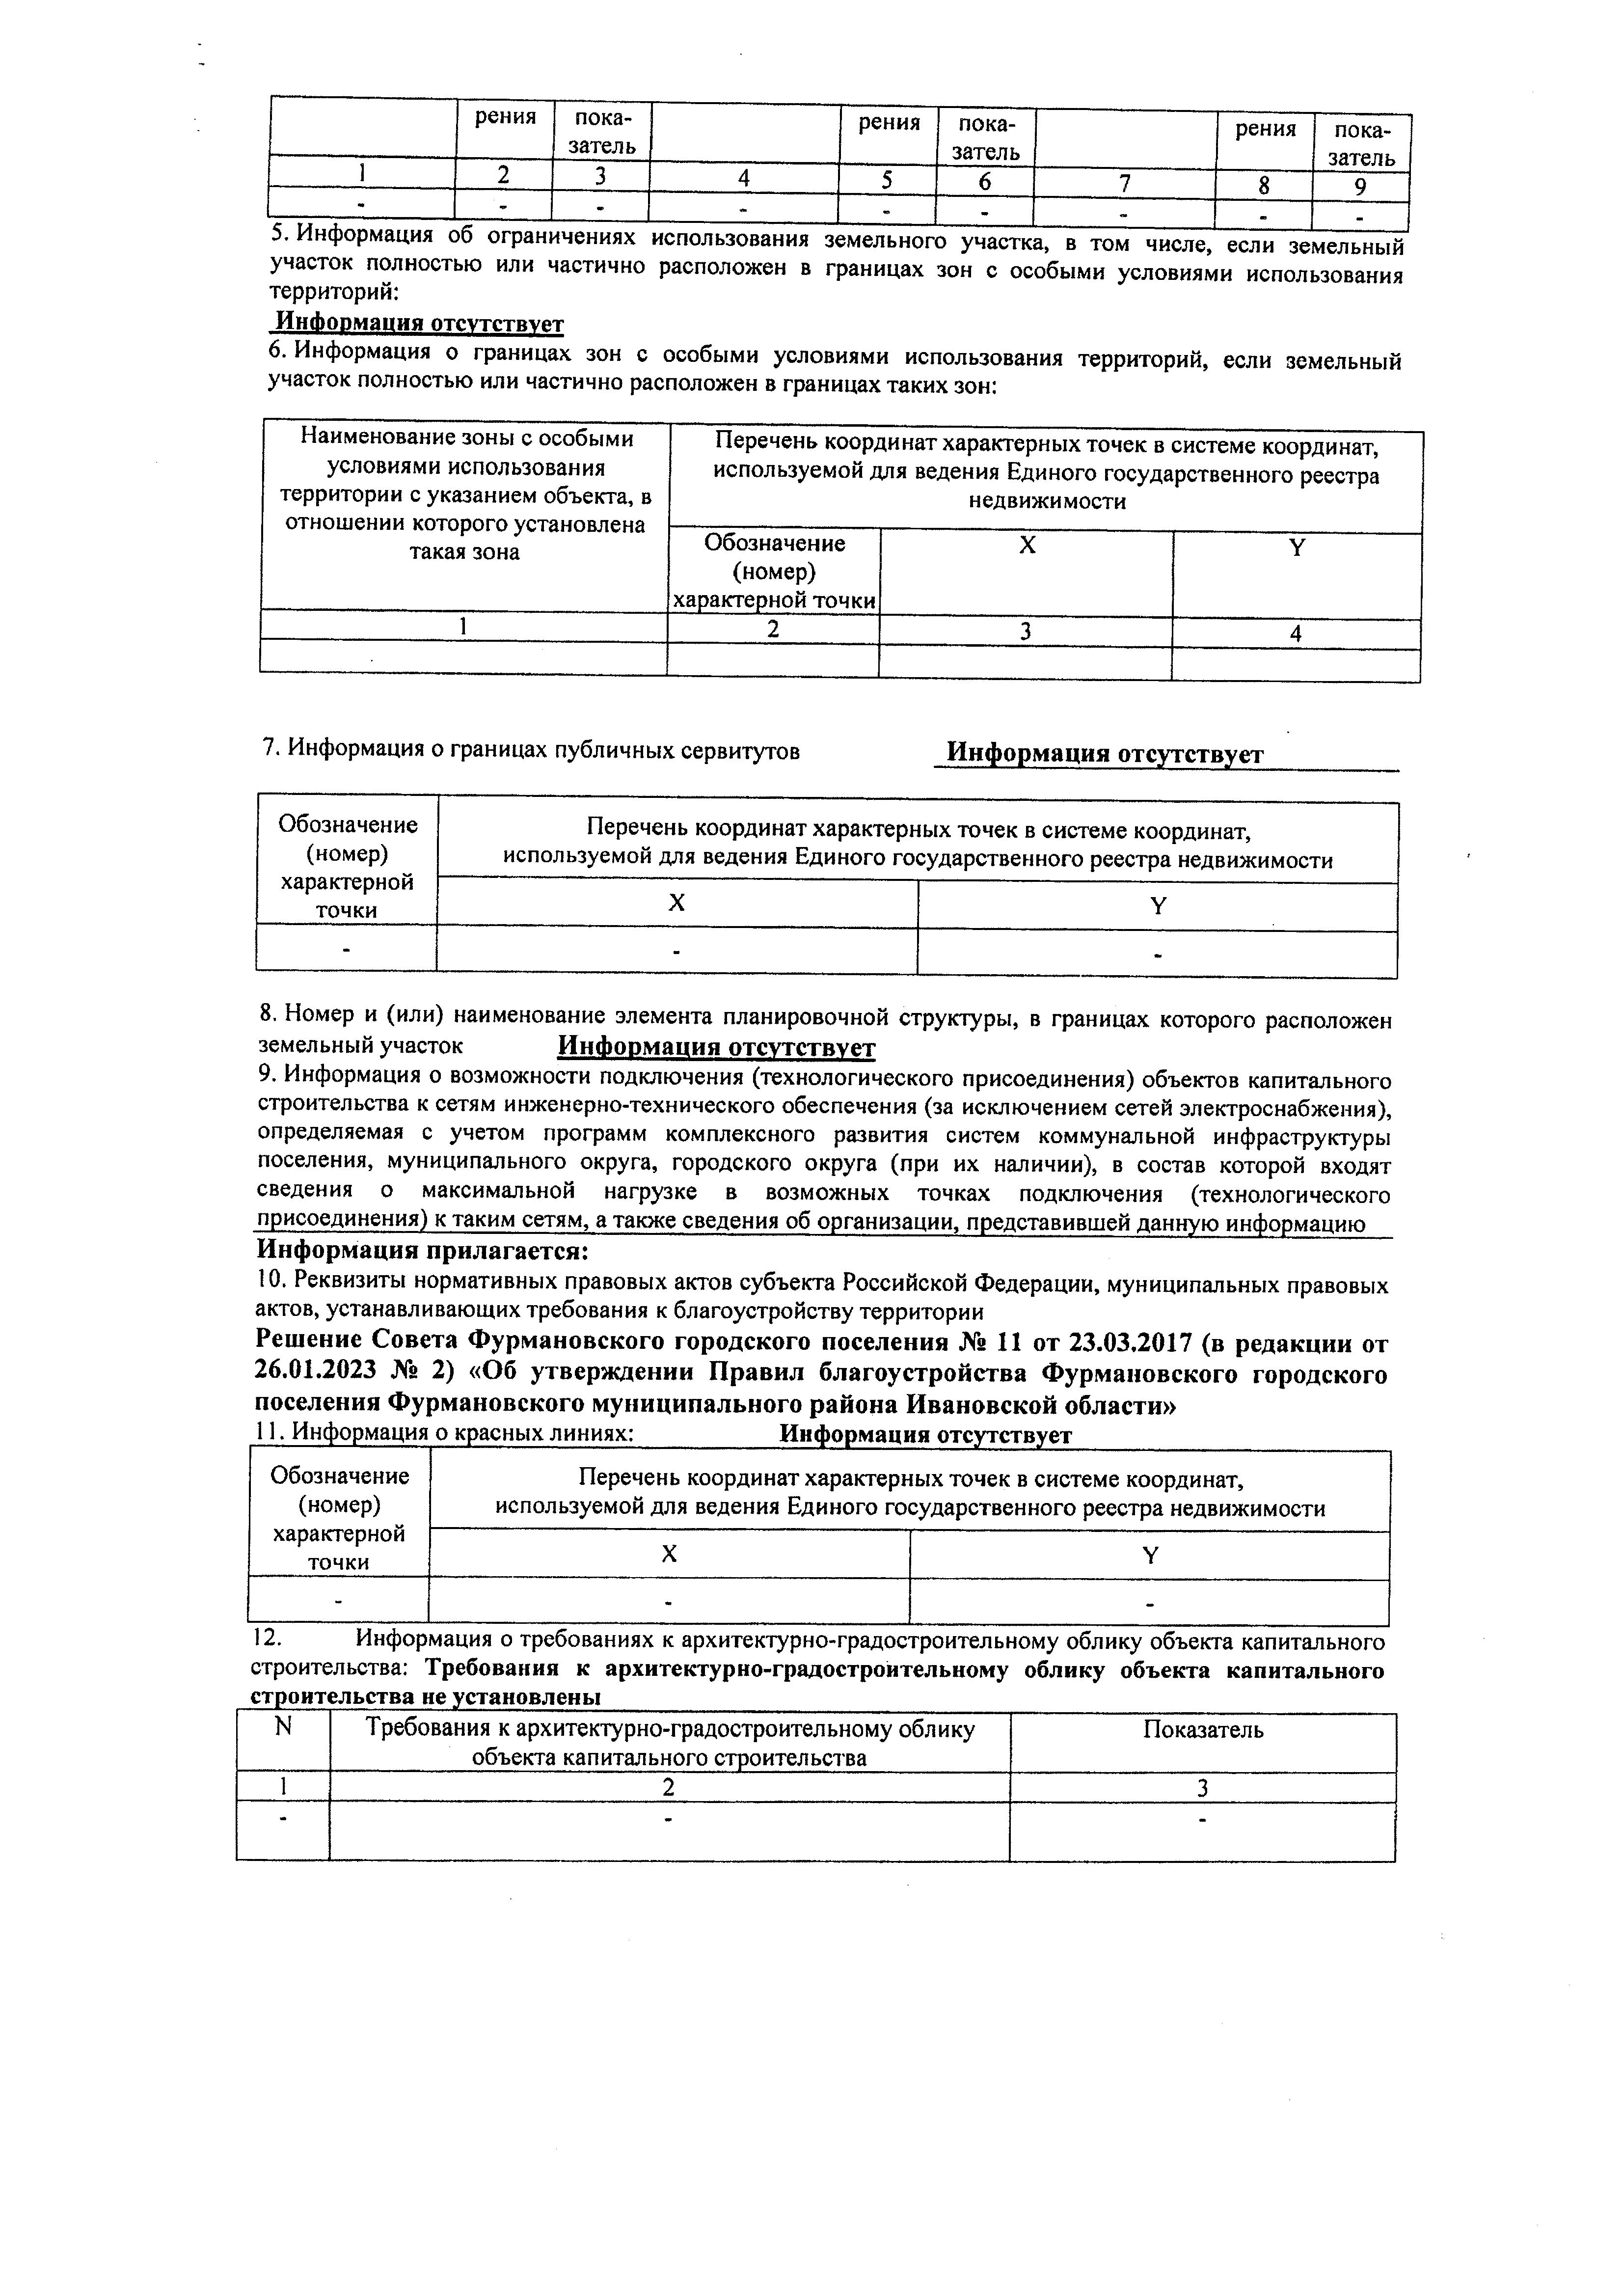 рения пока- рения пока- рения пока-
затель затель затель
1 2 3 4 5 6 7 8 9
- - - - - - - - -
5. Информация об ограничениях использования земельного участка, в том числе, если земельный
участок полностью или частично расположен в границах зон с особыми условиями использования
территорий:
Информация отсутствует
6. Информация о границах зон с особыми условиями использования территорий, если земельный
участок полностью или частично расположен в границах таких зон:
Наименование зоны с особыми
условиями использования
территории с указанием объекта, в
отношении которого установлена
такая зона
Перечень координат характерных точек в системе координат,
используемой для ведения Единого государственного реестра
недвижимости
Обозначение
(номер)
характерной точки
X Y
1 2 3 4
7. Информация о границах публичных сервитутов Информация отсутствует
Обозначение
(номер)
характерной
точки
Перечень координат характерных точек в системе координат,
используемой для ведения Единого государственного реестра недвижимости
X Y
- - -
8. Номер и (или) наименование элемента планировочной структуры, в границах которого расположен
земельный участок Информация отсутствует
9. Информация о возможности подключения (технологического присоединения) объектов капитального
строительства к сетям инженерно-технического обеспечения (за исключением сетей электроснабжения),
определяемая с учетом программ комплексного развития систем коммунальной инфраструктуры
поселения, муниципального округа, городского округа (при их наличии), в состав которой входят
сведения о максимальной нагрузке в возможных точках подключения (технологического
присоединения) к таким сетям, а также сведения об организации, представившей данную информацию
Информация прилагается:
10. Реквизиты нормативных правовых актов субъекта Российской Федерации, муниципальных правовых
актов, устанавливающих требования к благоустройству территории
Решение Совета Фурмановского городского поселения № 11 от 23.03.2017 (в редакции от
26.01.2023 № 2) «Об утверждении Правил благоустройства Фурмановского городского
поселения Фурмановского муниципального района Ивановской области»
11. Информация о красных линиях: Информация отсутствует
Обозначение
(номер)
характерной
точки
Перечень координат характерных точек в системе координат,
используемой для ведения Единого государственного реестра недвижимости
X Y
- - -
12. Информация о требованиях к архитектурно-градостроительному облику объекта капитального
строительства: Требования к архитектурно-градостроительному облику объекта капитального
строительства не установлены
N Требования к архитектурно-градостроительному облику Показатель
объекта капитального строительства
1 2 3
- - -